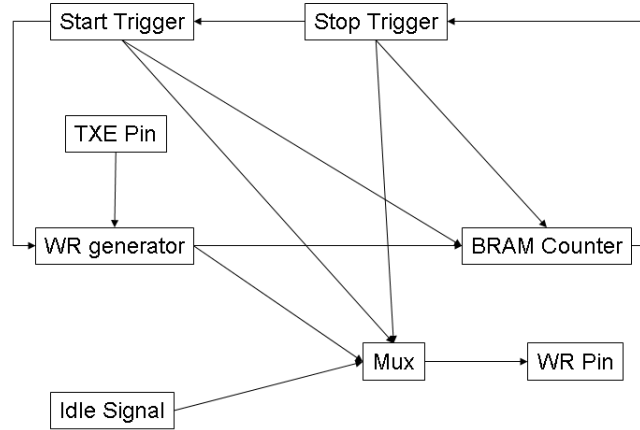 Start Trigger
Stop Trigger
TXE Pin
WR generator
BRAM Counter
Mux
WR Pin
Idle Signal